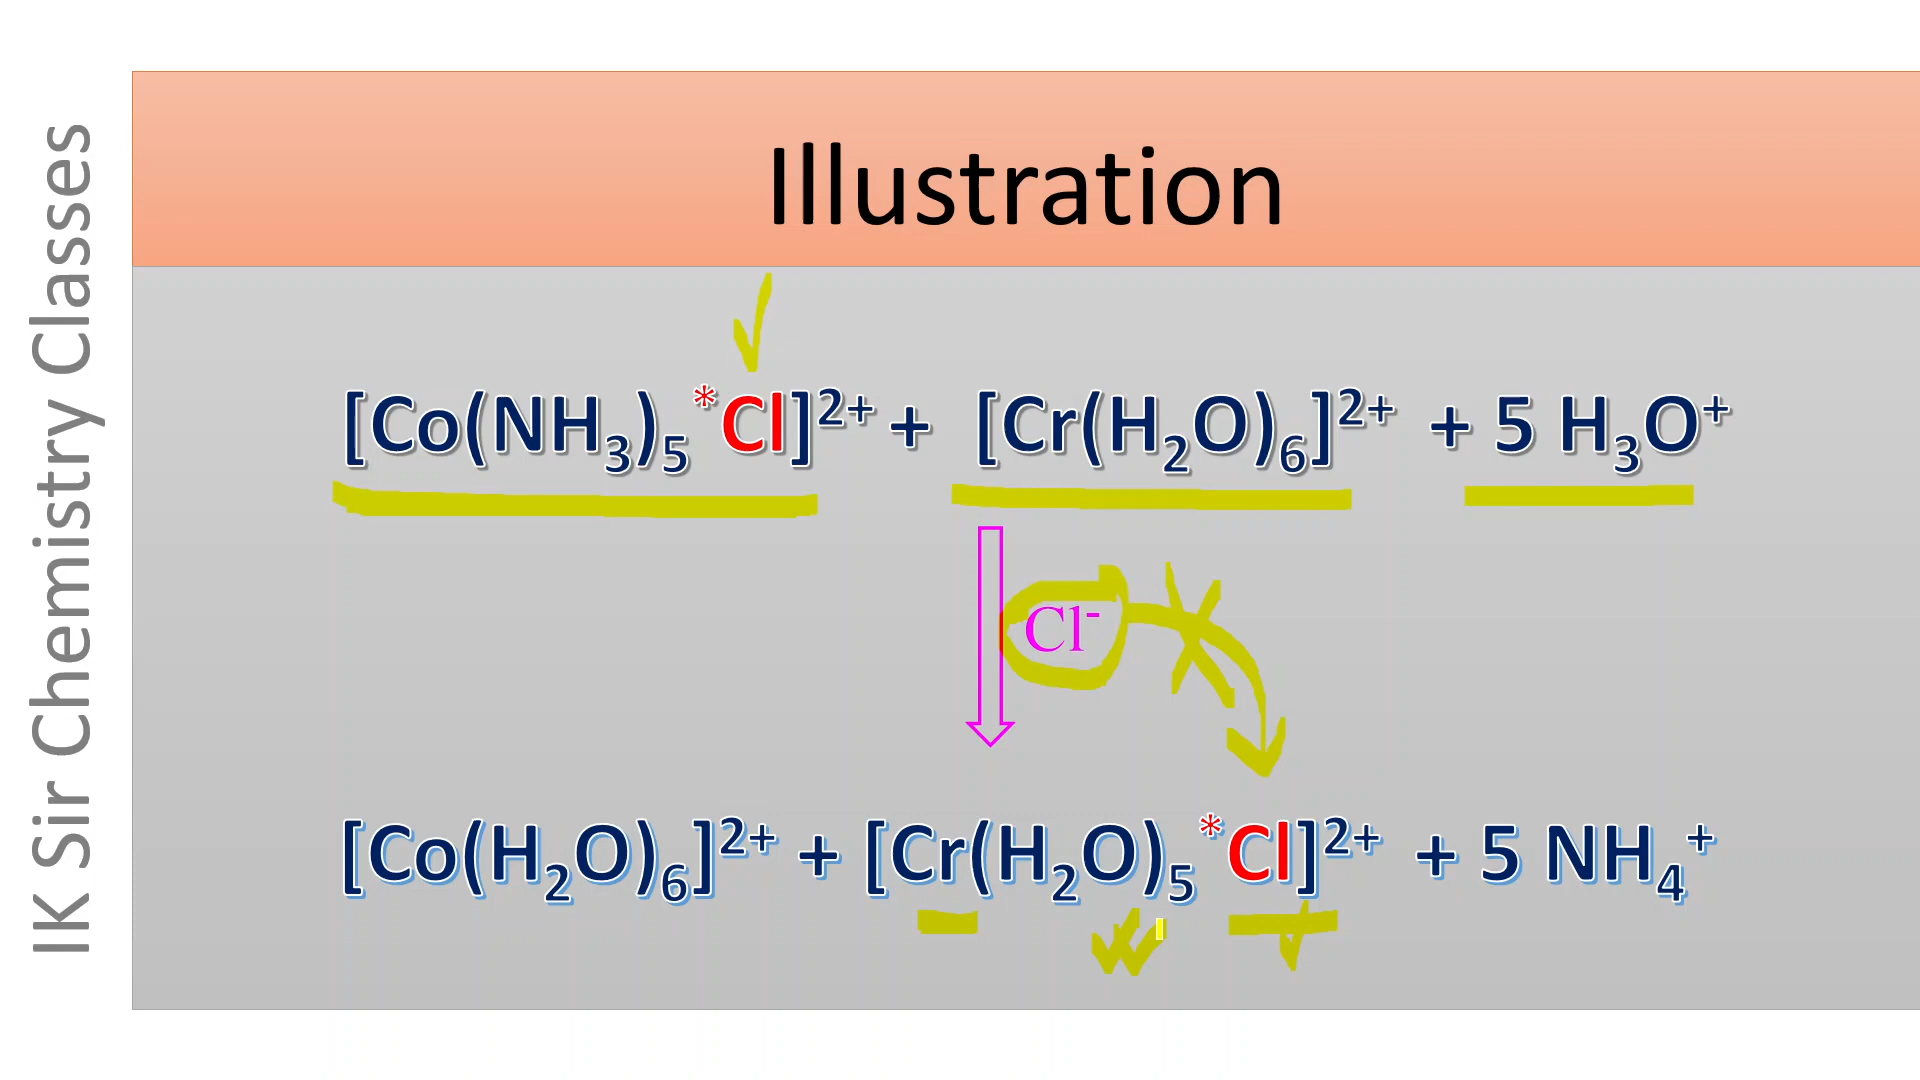 IK Sir Chemistry Classes
Illustration
[Co(NH₃)₅ *Cl]²⁺ + [Cr(H₂O)₆]²⁺ + 5 H₃O⁺
Cl⁻
[Co(H₂O)₆]²⁺ + [Cr(H₂O)₅ *Cl]²⁺ + 5 NH₄⁺